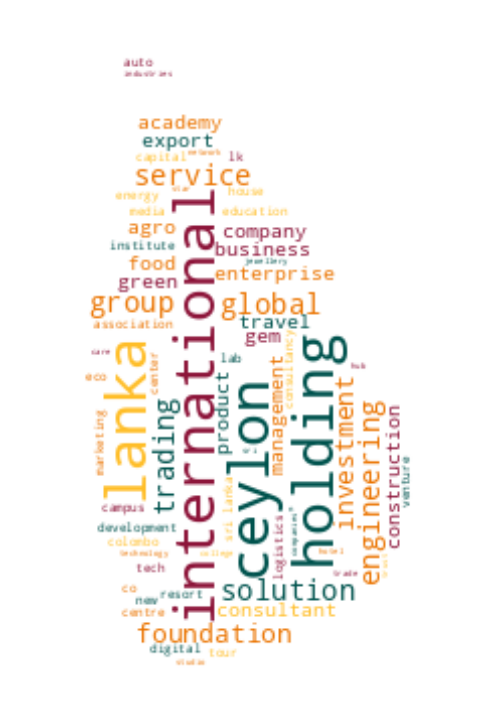 auto
industries
academy
export
capital network lk
service
star
energy house
media education
agro company
institute business
food jewellery
green enterprise
group global
association travel
gem
international
lanka
care
center
lab
consultancy
hub
eco
holding
ceylon
product
management
investment
trading
marketing
engineering
construction
venture
sri
sri lanka
campus
logistics
companies"
development
colombo
technology college hotel
tech trade
co resort solution
new
centre consultant
foundation
digital tour
studio